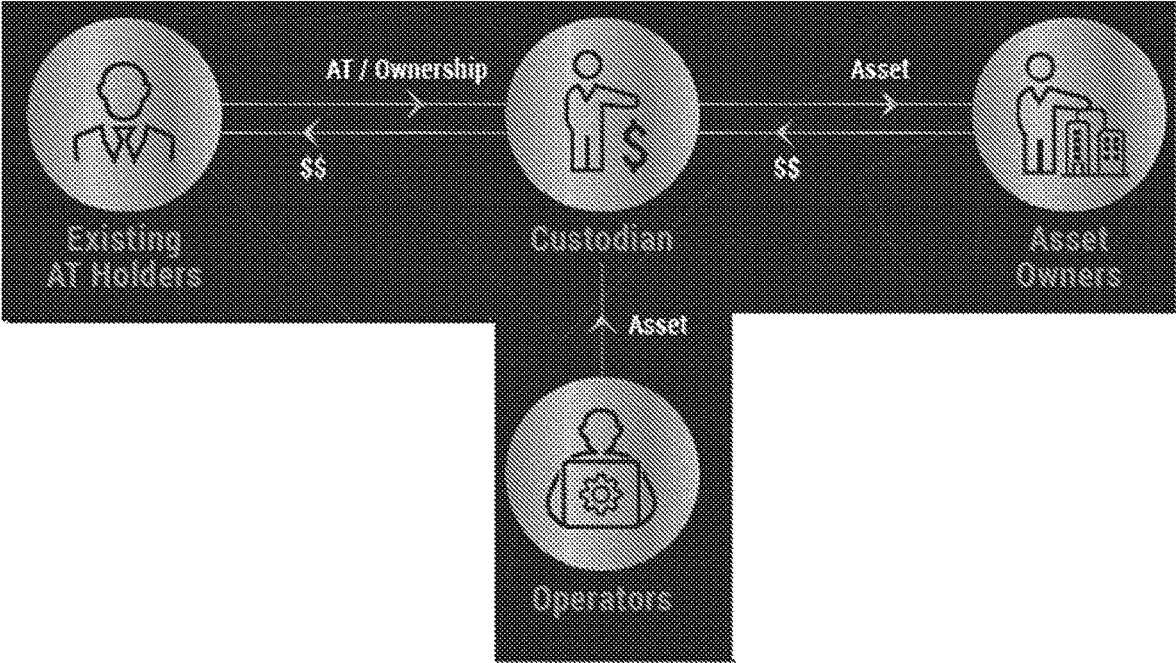 AT / Ownership
Asset
$$
$$
$
Existing
AT Holders
Custodian
Asset
Owners
Asset
Operators